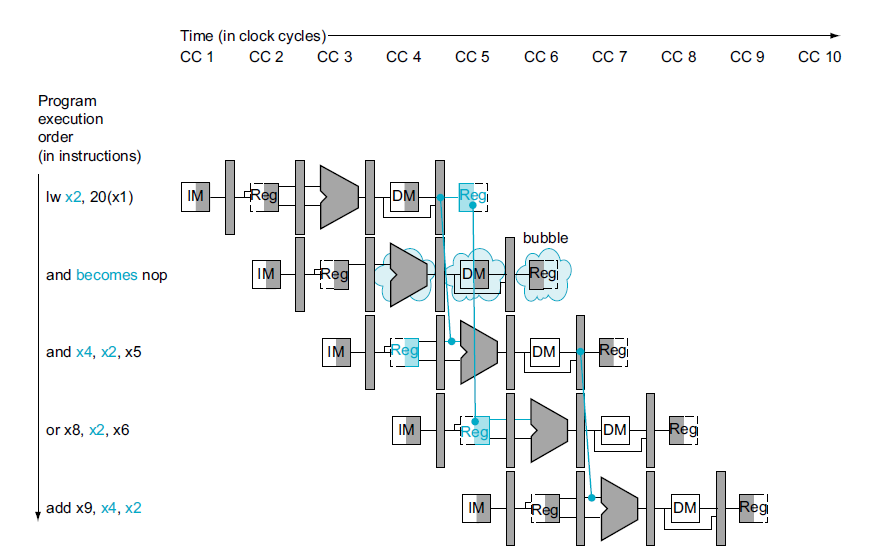 Time (in clock cycles)
CC 1 CC 2 CC 3 CC 4 CC 5 CC 6 CC 7 CC 8 CC 9 CC 10
Program
execution
order
(in instructions)
lw x2, 20(x1)
IM Reg DM Reg
bubble
and becomes nop
IM Reg DM Reg
and x4, x2, x5
IM Reg DM Reg
or x8, x2, x6
IM Reg DM Reg
add x9, x4, x2
IM Reg DM Reg